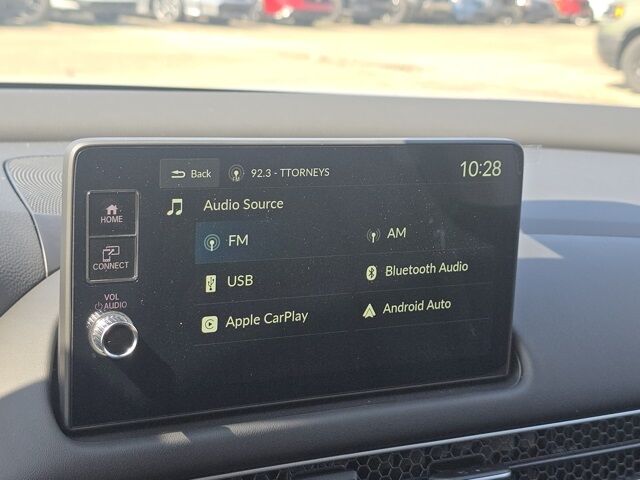 Back 92.3 - TTORNEYS 10:28
FM
Audio Source
HOME
FM AM
CONNECT
USB Bluetooth Audio
VOL
AUDIO
Apple CarPlay Android Auto